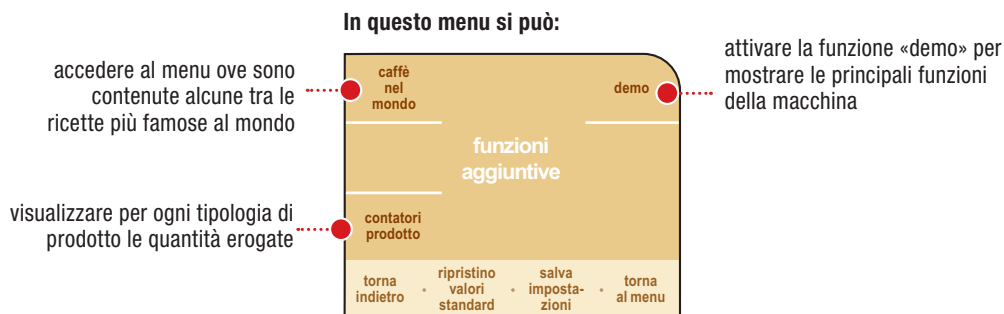 In questo menu si può:
accedere al menu ove sono
contenute alcune tra le
ricette più famose al mondo
caffè
nel
mondo
demo
attivare la funzione «demo» per
mostrare le principali funzioni
della macchina
funzioni
aggiuntive
visualizzare per ogni tipologia di
prodotto le quantità erogate
contatori
prodotto
torna
indietro
ripristino
valori
standard
salva
imposta-
zioni
torna
al menu